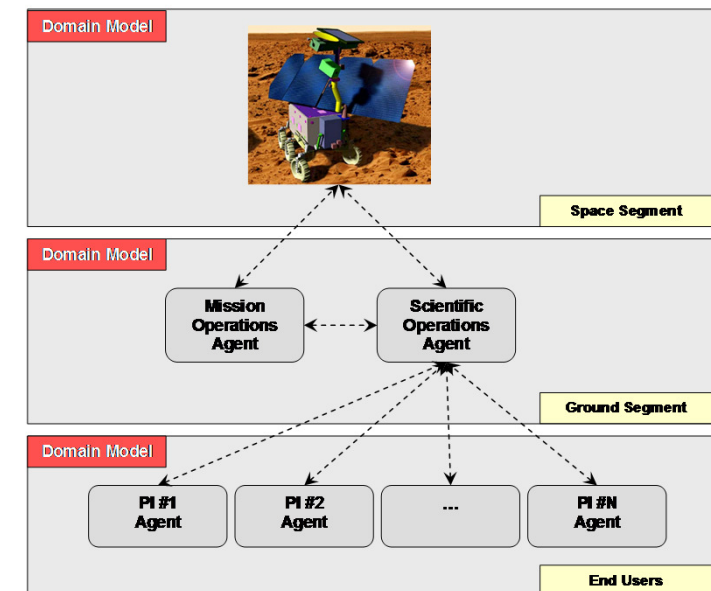 Domain Model
Space Segment
Domain Model
Mission
Operations
Agent
Scientific
Operations
Agent
Ground Segment
Domain Model
PI #1
Agent
PI #2
Agent
...
PI #N
Agent
End Users